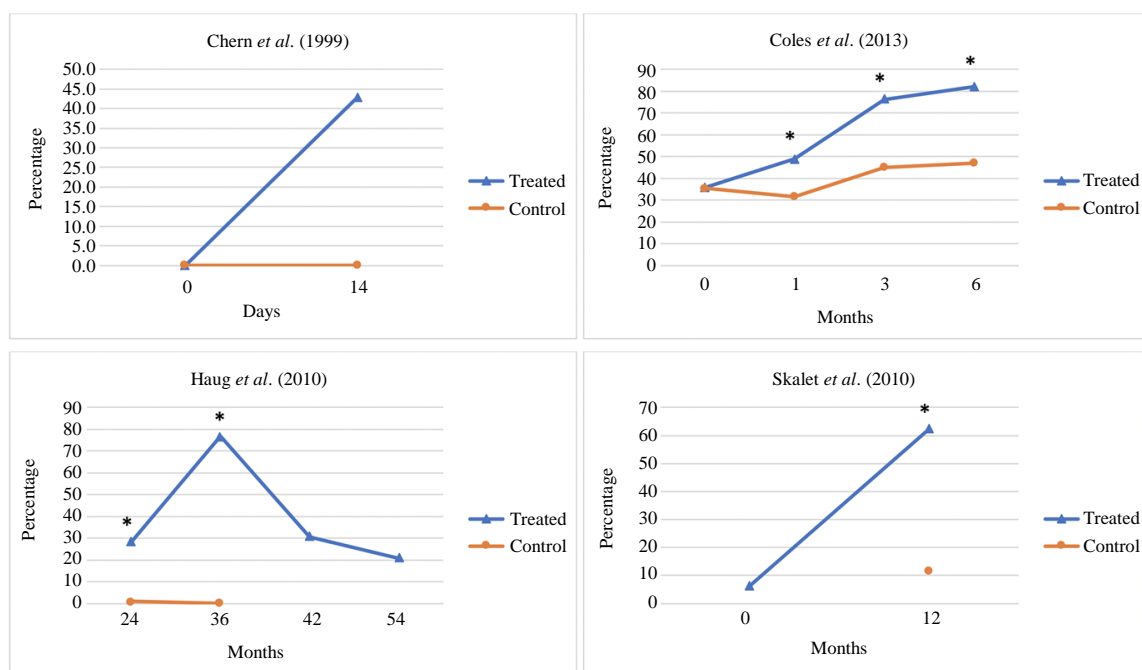 Chern et al. (1999)
50.0
45.0
40.0
35.0
30.0
25.0
20.0
15.0
10.0
5.0
0.0
Percentage
0 14
Days
Treated
Control
Coles et al. (2013)
90
80
70
60
50
40
30
20
10
0
Percentage
* * *
0 1 3 6
Months
Treated
Control
Haug et al. (2010)
90
80
70
60
50
40
30
20
10
0
Percentage
* *
24 36 42 54
Months
Treated
Control
Skalet et al. (2010)
70
60
50
40
30
20
10
0
Percentage
*
0 12
Months
Treated
Control